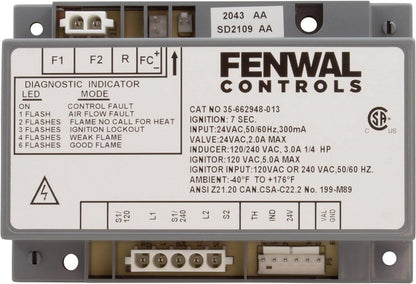 2043 AA
SD2109 AA
F1 F2 R FC + -
FENWAL
CONTROLS
DIAGNOSTIC INDICATOR
LED MODE
ON CONTROL FAULT
1 FLASH AIR FLOW FAULT
2 FLASHES FLAME NO CALL FOR HEAT
3 FLASHES IGNITION LOCKOUT
4 FLASHES WEAK FLAME
6 FLASHES GOOD FLAME
CAT NO 35-662948-013
IGNITION: 7 SEC.
INPUT:24VAC,50/60Hz,300mA
VALVE:24VAC,2.0A MAX
INDUCER:120/240 VAC, 3.0A 1/4 HP
IGNITOR:120 VAC, 5.0A MAX
IGNITOR INPUT:120VAC OR 240 VAC,50/60 HZ.
AMBIENT:-40°F TO +176°F
ANSI Z21.20 CAN.CSA-C22.2 No. 199-M89
C US
S1/120 L1 S1/240 L2 S2 TH IND 24V VAL GND